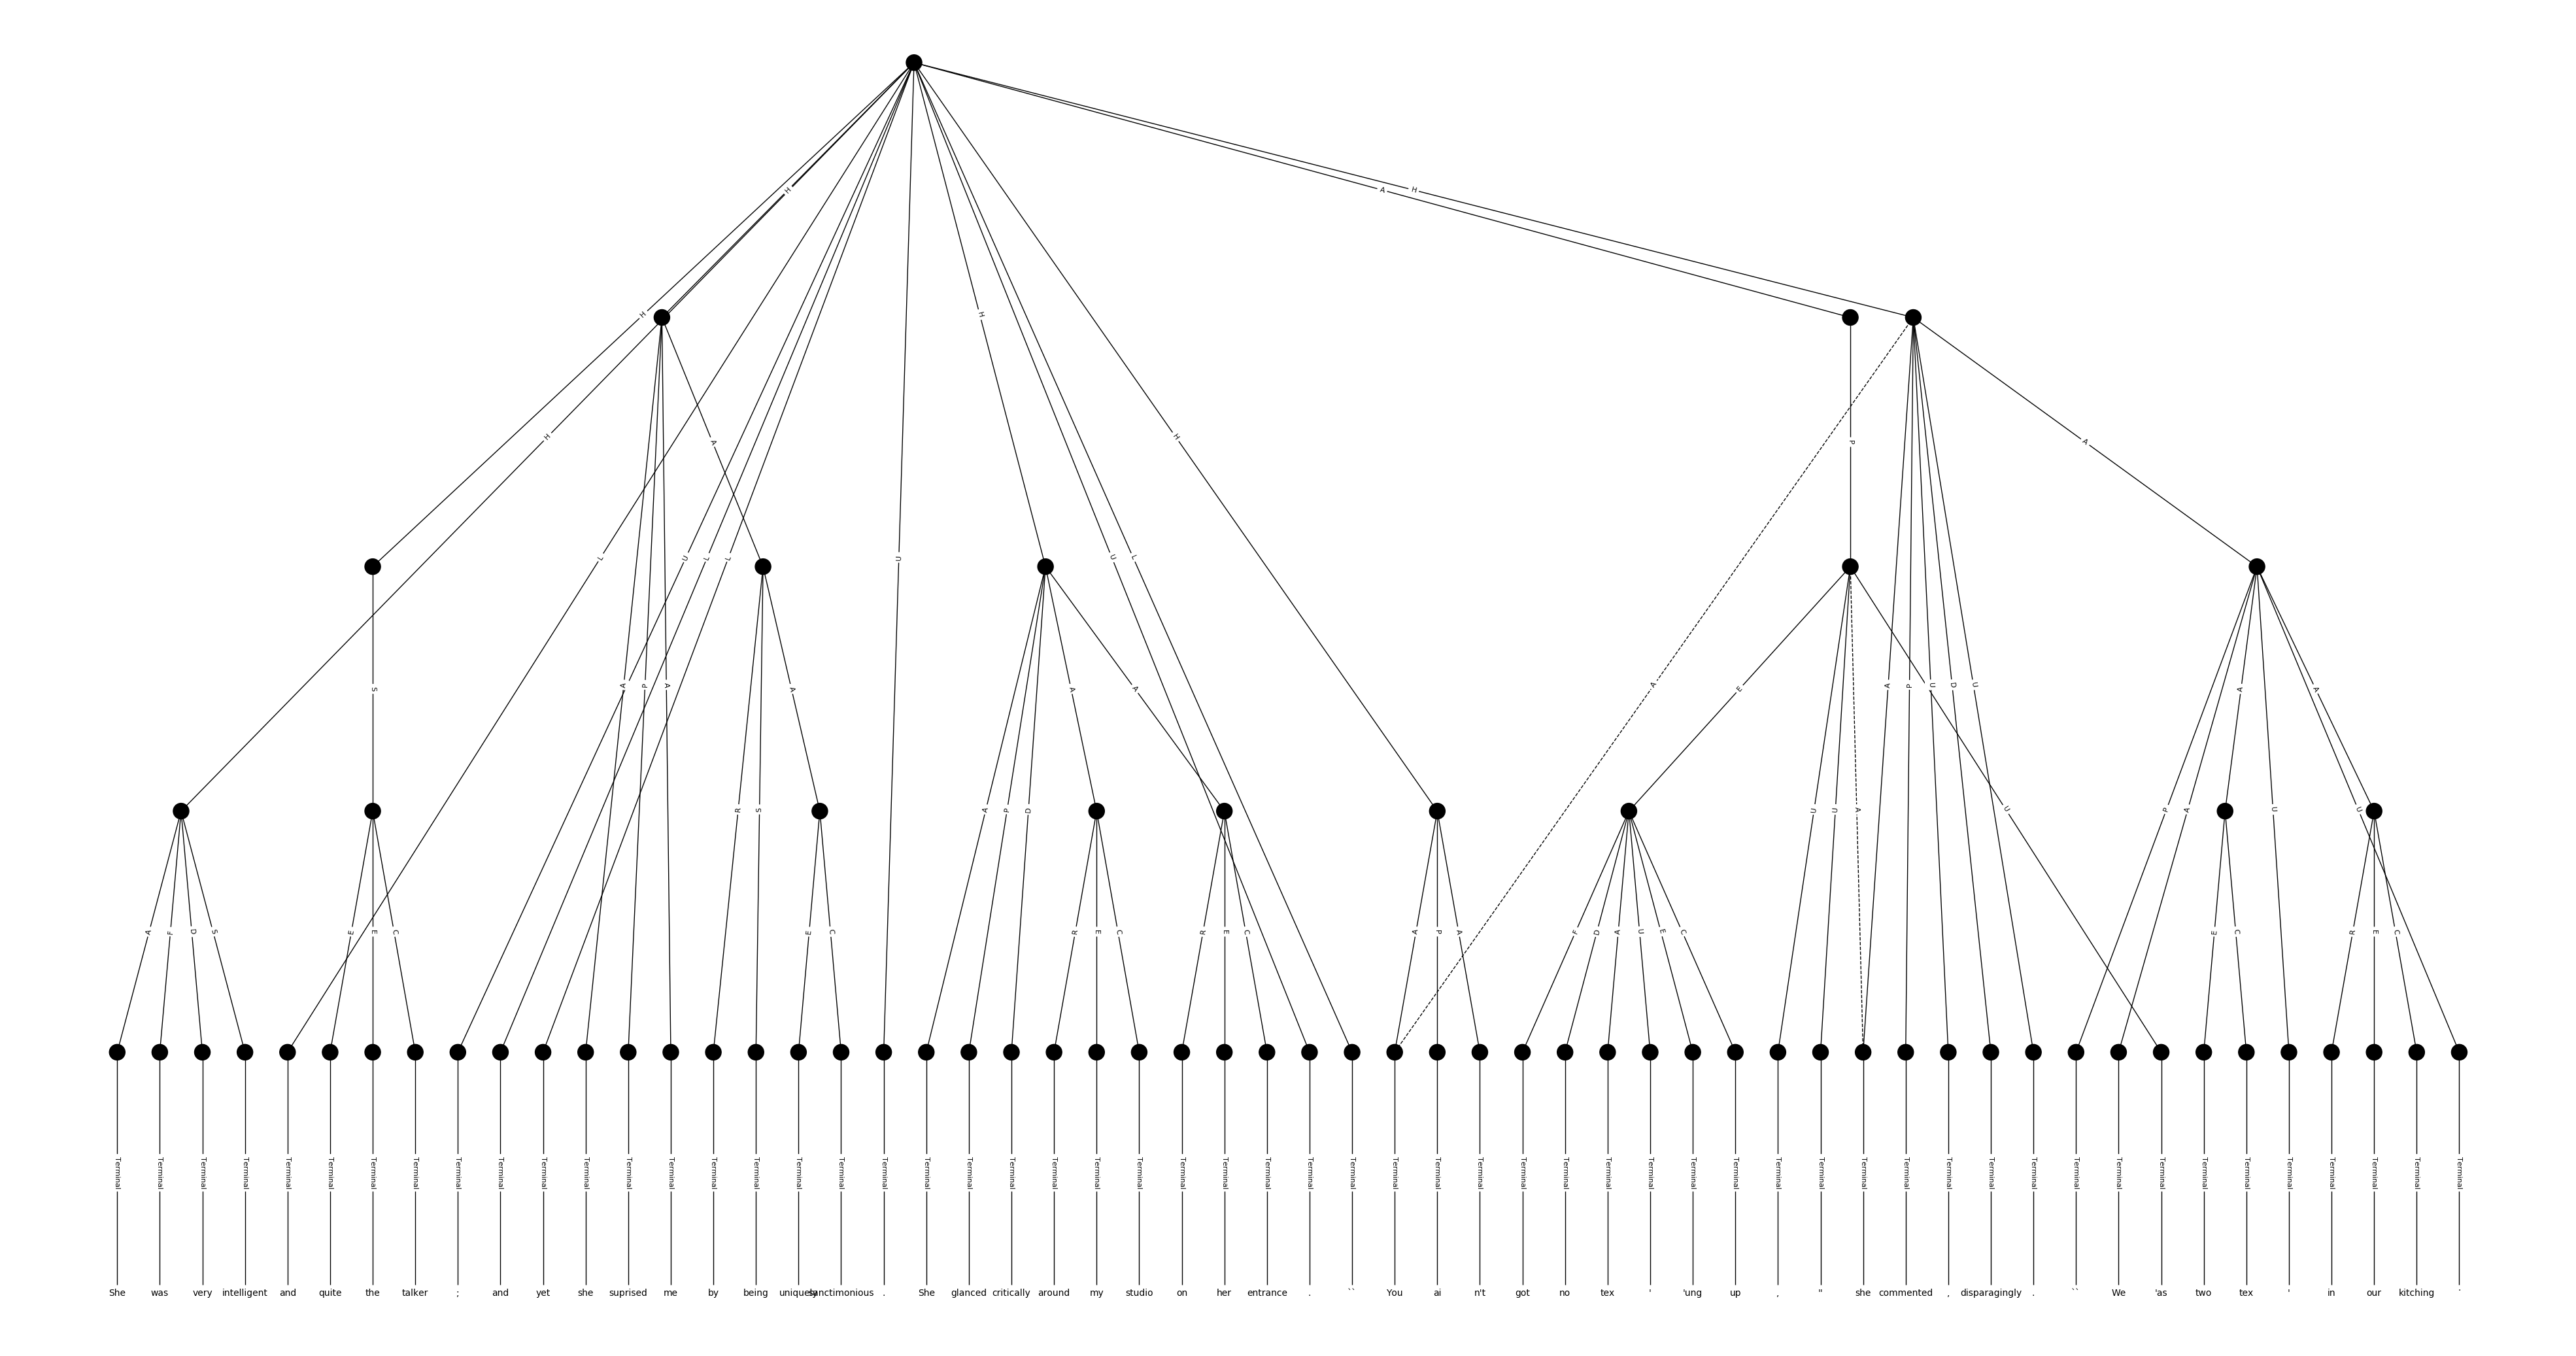 H
A H
H H
H A P A
H L U L L U U L
S A P A A A A E A P U D U A A
R S A P D U U A U P A U U
A F D S E E C E C R E C R E C A P A F D A U E C E C R E C
Terminal Terminal Terminal Terminal Terminal Terminal Terminal Terminal Terminal Terminal Terminal Terminal Terminal Terminal Terminal Terminal Terminal Terminal Terminal Terminal Terminal Terminal Terminal Terminal Terminal Terminal Terminal Terminal Terminal Terminal Terminal Terminal Terminal Terminal Terminal Terminal Terminal Terminal Terminal Terminal Terminal Terminal Terminal Terminal Terminal Terminal Terminal Terminal Terminal Terminal Terminal Terminal Terminal Terminal Terminal Terminal
She was very intelligent and quite the talker ; and yet she suprised me by being uniquely sanctimonious . She glanced critically around my studio on her entrance . `` You ai n't got no tex ' 'ung up , " she commented , disparagingly . `` We 'as two tex ' in our kitching .